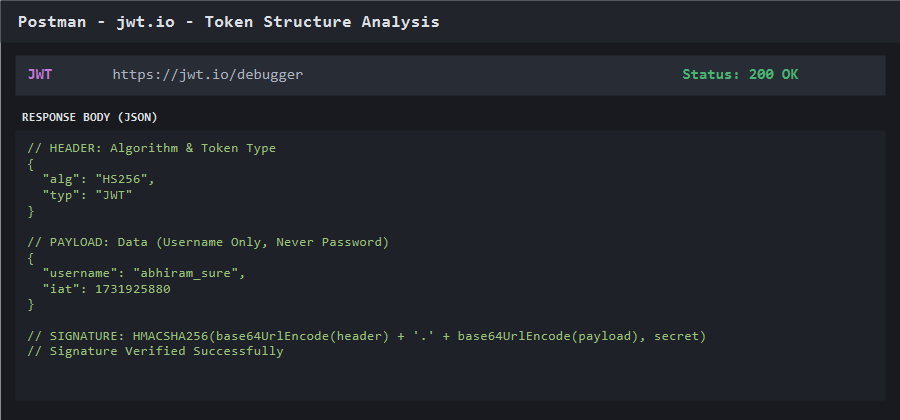 Postman - jwt.io - Token Structure Analysis
JWT https://jwt.io/debugger Status: 200 OK
RESPONSE BODY (JSON)
// HEADER: Algorithm & Token Type
{
  "alg": "HS256",
  "typ": "JWT"
}
// PAYLOAD: Data (Username Only, Never Password)
{
  "username": "abhiram_sure",
  "iat": 1731925880
}
// SIGNATURE: HMACSHA256(base64UrlEncode(header) + '.' + base64UrlEncode(payload), secret)
// Signature Verified Successfully